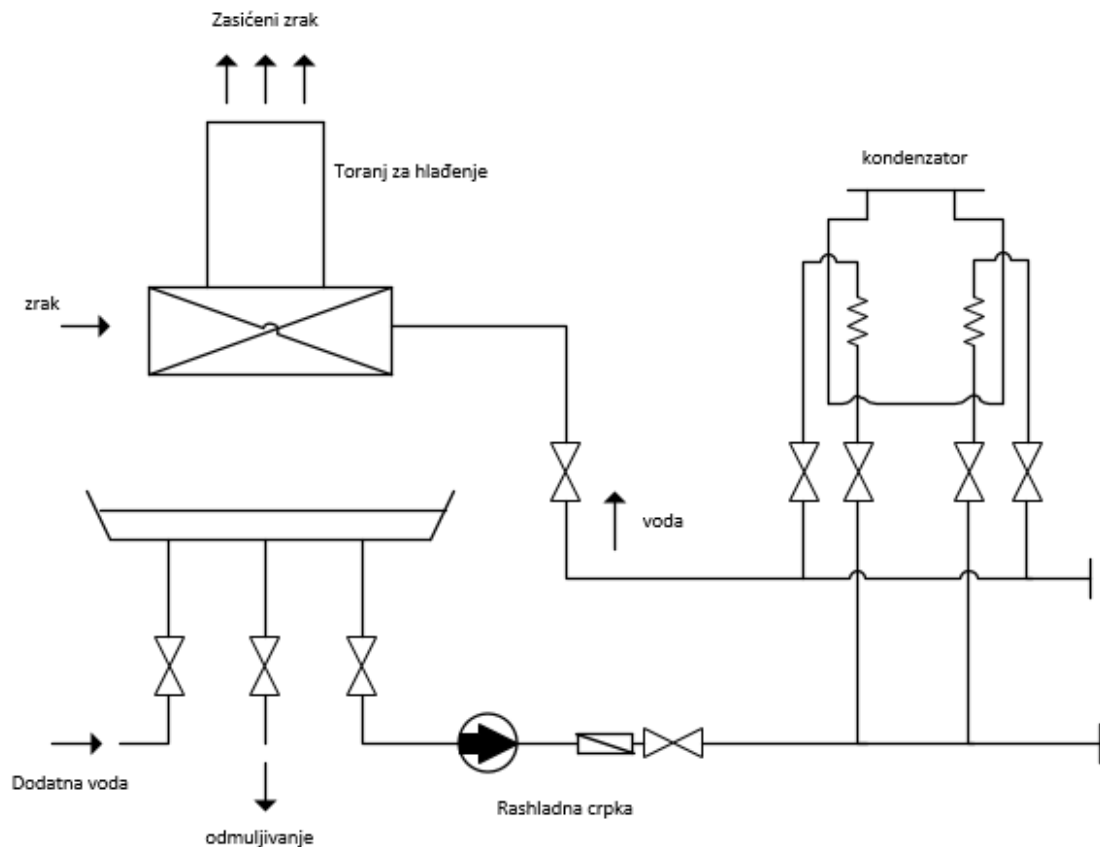 Zasićeni zrak
kondenzator
Toranj za hlađenje
zrak
voda
Dodatna voda
Rashladna crpka
odmuljivanje